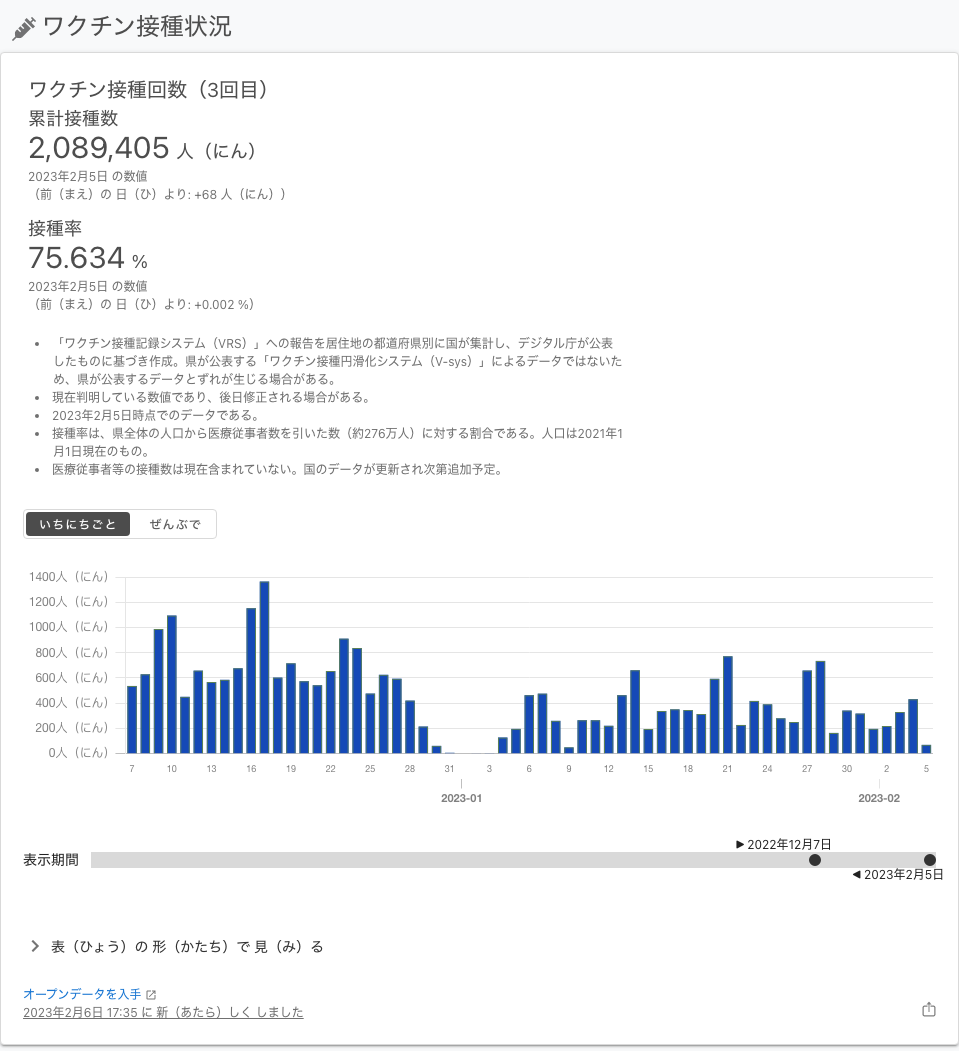 ワクチン接種状況
ワクチン接種回数（3回目）
累計接種数
2,089,405 人（にん）
2023年2月5日 の数値
（前（まえ）の 日（ひ）より: +68 人（にん））
接種率
75.634 %
2023年2月5日 の数値
（前（まえ）の 日（ひ）より: +0.002 %）
• 「ワクチン接種記録システム（VRS）」への報告を居住地の都道府県別に国が集計し、デジタル庁が公表
したものに基づき作成。県が公表する「ワクチン接種円滑化システム（V-sys）」によるデータではないた
め、県が公表するデータとずれが生じる場合がある。
• 現在判明している数値であり、後日修正される場合がある。
• 2023年2月5日時点でのデータである。
• 接種率は、県全体の人口から医療従事者数を引いた数（約276万人）に対する割合である。人口は2021年1
月1日現在のもの。
• 医療従事者等の接種数は現在含まれていない。国のデータが更新され次第追加予定。
いちにちごと ぜんぶで
1400人（にん）
1200人（にん）
1000人（にん）
800人（にん）
600人（にん）
400人（にん）
200人（にん）
0人（にん）
7 10 13 16 19 22 25 28 31 3 6 9 12 15 18 21 24 27 30 2 5
2023-01 2023-02
▶ 2022年12月7日
表示期間
◀ 2023年2月5日
表（ひょう）の 形（かたち）で 見（み）る
オープンデータを入手
2023年2月6日 17:35 に 新（あたら）しく しました